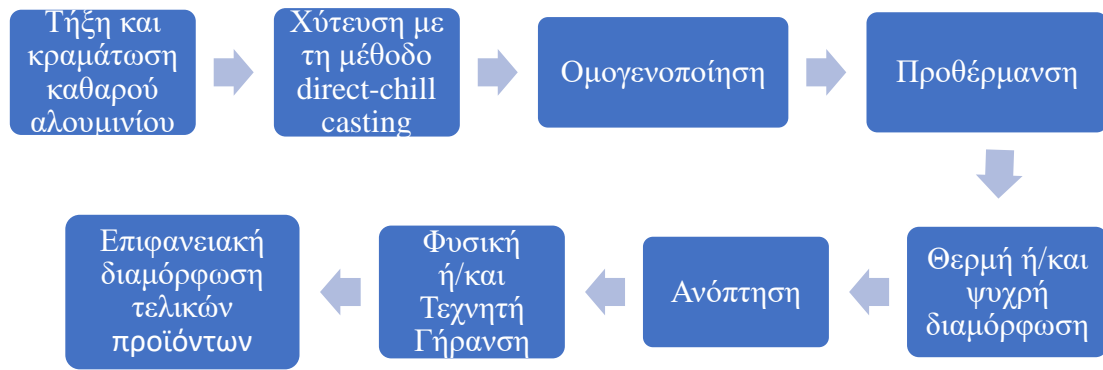 Τήξη και
κραμάτωση
καθαρού
αλουμινίου
Χύτευση με
τη μέθοδο
direct-chill
casting
Ομογενοποίηση
Προθέρμανση
Θερμή ή/και
ψυχρή
διαμόρφωση
Ανόπτηση
Φυσική
ή/και
Τεχνητή
Γήρανση
Επιφανειακή
διαμόρφωση
τελικών
προϊόντων